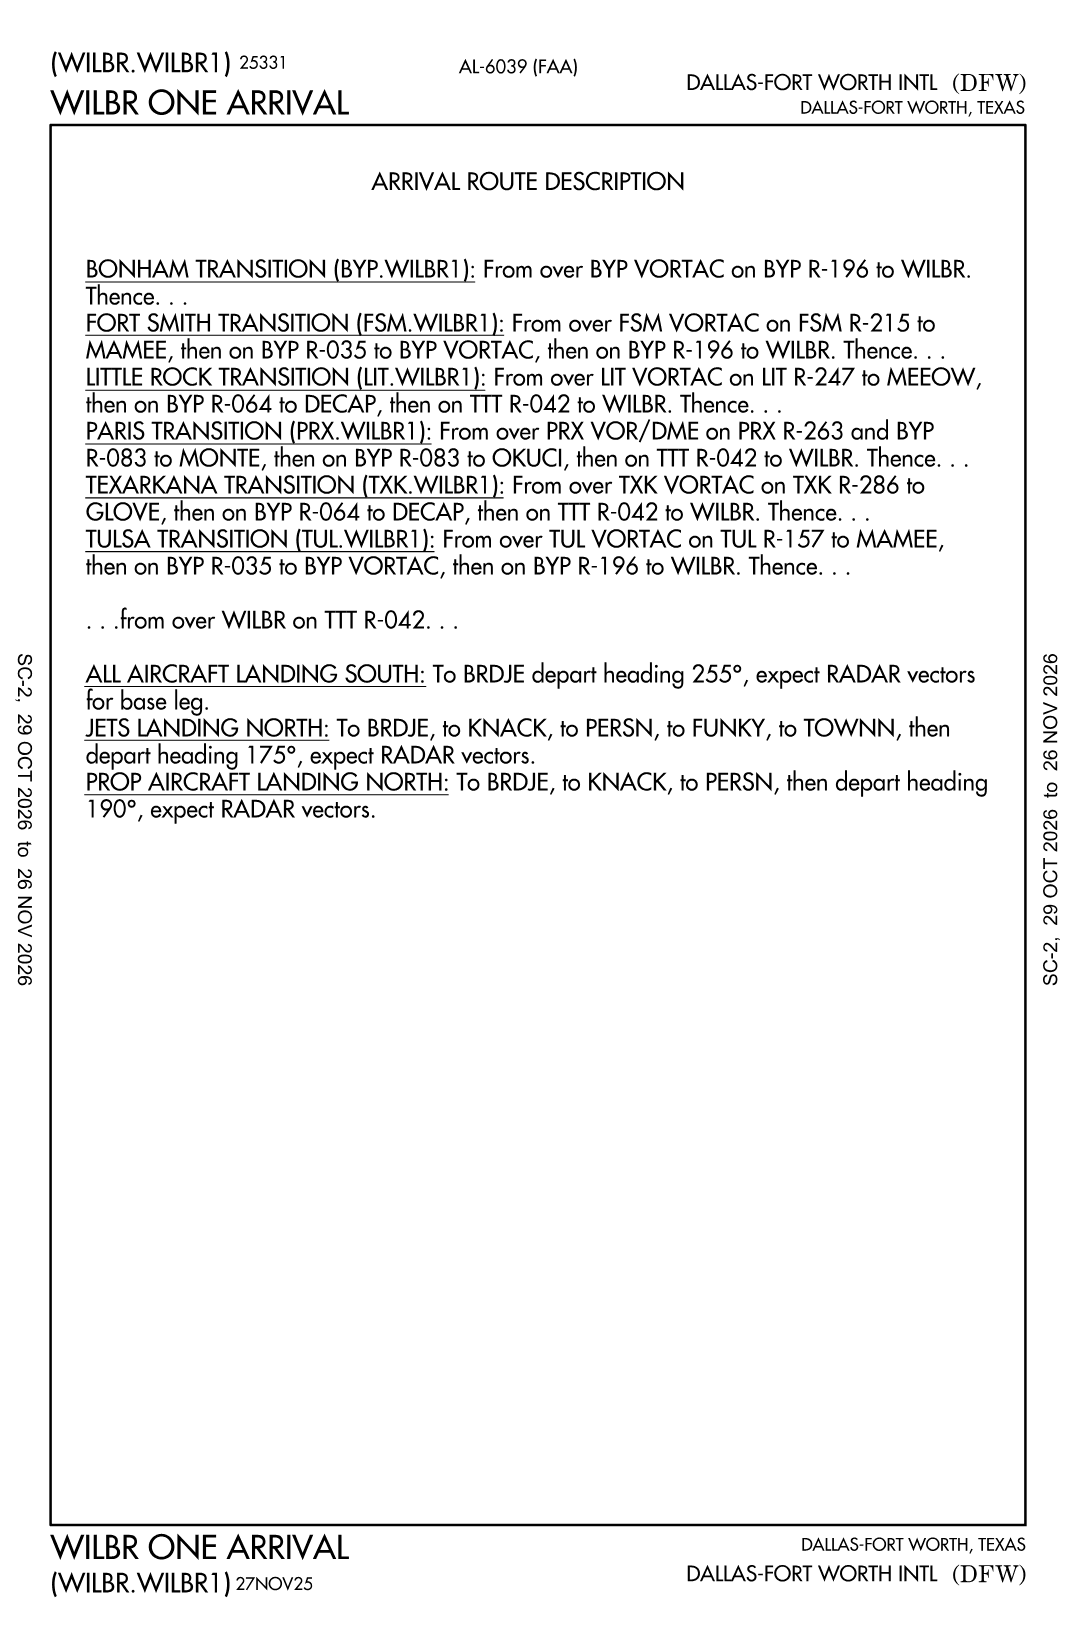 (WILBR.WILBR1) 25331
AL-6039 (FAA)
DALLAS-FORT WORTH INTL (DFW)
WILBR ONE ARRIVAL
DALLAS-FORT WORTH, TEXAS
ARRIVAL ROUTE DESCRIPTION
BONHAM TRANSITION (BYP.WILBR1): From over BYP VORTAC on BYP R-196 to WILBR.
Thence. . .
FORT SMITH TRANSITION (FSM.WILBR1): From over FSM VORTAC on FSM R-215 to
MAMEE, then on BYP R-035 to BYP VORTAC, then on BYP R-196 to WILBR. Thence. . .
LITTLE ROCK TRANSITION (LIT.WILBR1): From over LIT VORTAC on LIT R-247 to MEEOW,
then on BYP R-064 to DECAP, then on TTT R-042 to WILBR. Thence. . .
PARIS TRANSITION (PRX.WILBR1): From over PRX VOR/DME on PRX R-263 and BYP
R-083 to MONTE, then on BYP R-083 to OKUCI, then on TTT R-042 to WILBR. Thence. . .
TEXARKANA TRANSITION (TXK.WILBR1): From over TXK VORTAC on TXK R-286 to
GLOVE, then on BYP R-064 to DECAP, then on TTT R-042 to WILBR. Thence. . .
TULSA TRANSITION (TUL.WILBR1): From over TUL VORTAC on TUL R-157 to MAMEE,
then on BYP R-035 to BYP VORTAC, then on BYP R-196 to WILBR. Thence. . .
. . .from over WILBR on TTT R-042. . .
ALL AIRCRAFT LANDING SOUTH: To BRDJE depart heading 255°, expect RADAR vectors
for base leg.
JETS LANDING NORTH: To BRDJE, to KNACK, to PERSN, to FUNKY, to TOWNN, then
depart heading 175°, expect RADAR vectors.
PROP AIRCRAFT LANDING NORTH: To BRDJE, to KNACK, to PERSN, then depart heading
190°, expect RADAR vectors.
SC-2, 29 OCT 2026 to 26 NOV 2026
SC-2, 29 OCT 2026 to 26 NOV 2026
WILBR ONE ARRIVAL
DALLAS-FORT WORTH, TEXAS
(WILBR.WILBR1) 27NOV25
DALLAS-FORT WORTH INTL (DFW)